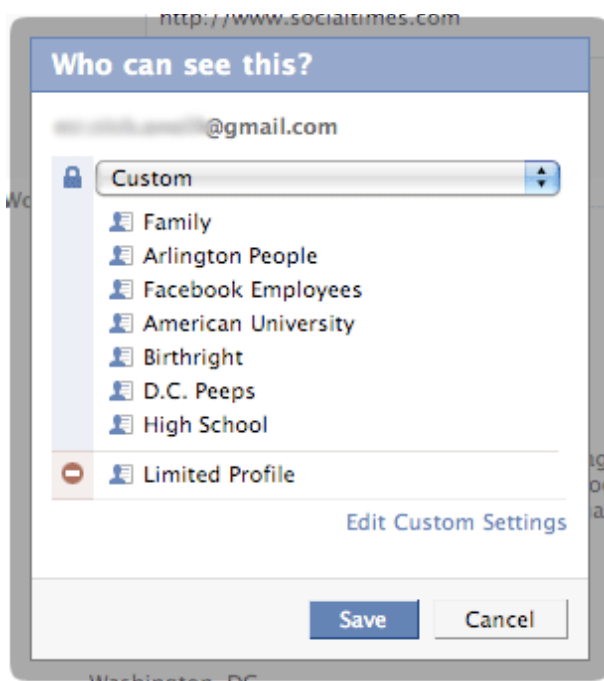 http://www.socialtimes.com
Who can see this?
@gmail.com
Custom
Family
Arlington People
Facebook Employees
American University
Birthright
D.C. Peeps
High School
Limited Profile
Edit Custom Settings
Save Cancel
Washington, DC